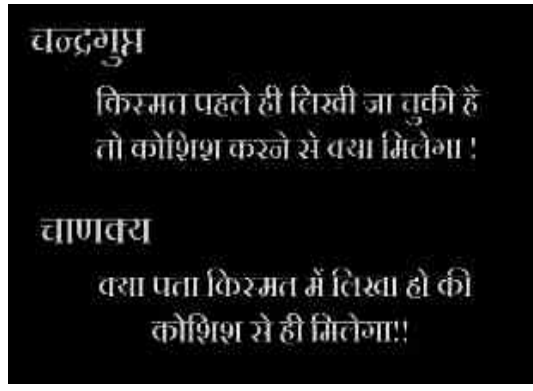 चन्द्रगुप्त
किस्मत पहले ही लिखी जा चुकी है
तो कोशिश करने से क्या मिलेगा !
चाणक्य
क्या पता किस्मत में लिखा हो की
कोशिश से ही मिलेगा!!